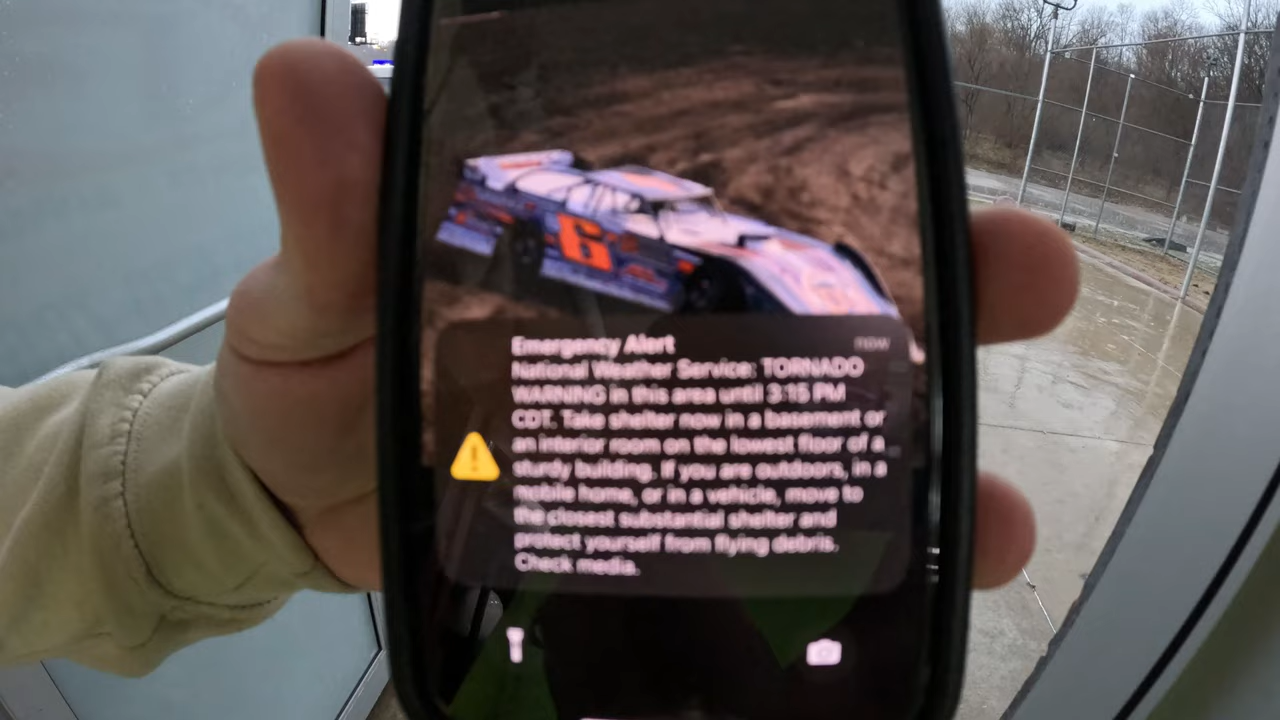 6
Emergency Alert now
National Weather Service: TORNADO
WARNING in this area until 3:15 PM
CDT. Take shelter now in a basement or
an interior room on the lowest floor of a
sturdy building. If you are outdoors, in a
mobile home, or in a vehicle, move to
the closest substantial shelter and
protect yourself from flying debris.
Check media.